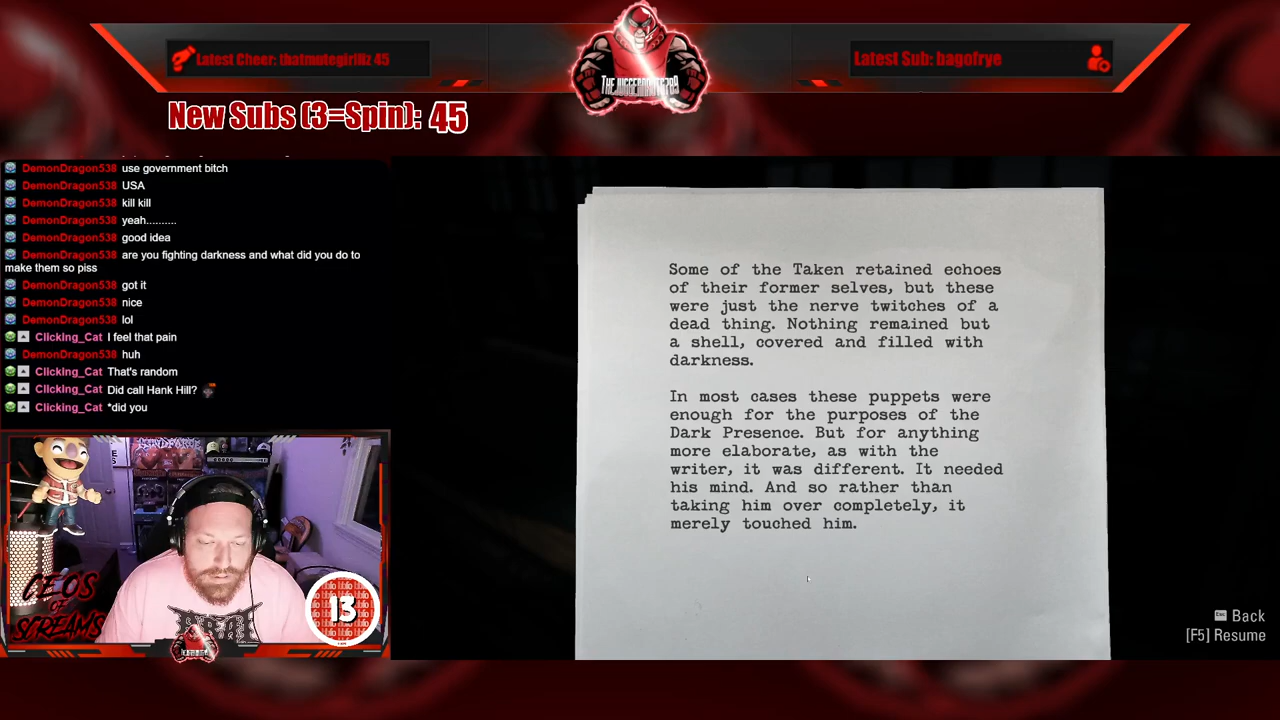 Latest Cheer: thatmutegirlliz 45
THEJUGGERNAUT6789
Latest Sub: bagofrye
New Subs (3=Spin): 45
DemonDragon538 use government bitch
DemonDragon538 USA
DemonDragon538 kill kill
DemonDragon538 yeah..........
DemonDragon538 good idea
DemonDragon538 are you fighting darkness and what did you do to
make them so piss
DemonDragon538 got it
DemonDragon538 nice
DemonDragon538 lol
Clicking_Cat I feel that pain
DemonDragon538 huh
Clicking_Cat That's random
Clicking_Cat Did call Hank Hill?
Clicking_Cat *did you
Some of the Taken retained echoes
of their former selves, but these
were just the nerve twitches of a
dead thing. Nothing remained but
a shell, covered and filled with
darkness.
In most cases these puppets were
enough for the purposes of the
Dark Presence. But for anything
more elaborate, as with the
writer, it was different. It needed
his mind. And so rather than
taking him over completely, it
merely touched him.
CEOS
OF
SCREAMS
13
Esc Back
[F5] Resume